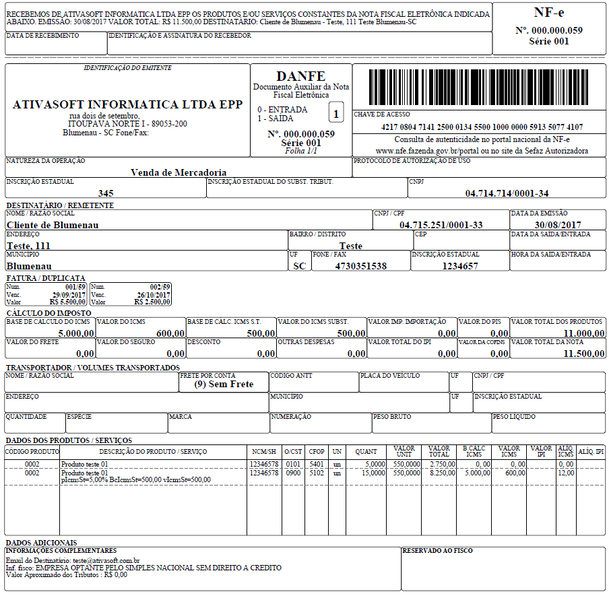 RECEBEMOS DE ATIVASOFT INFORMATICA LTDA EPP OS PRODUTOS E/OU SERVIÇOS CONSTANTES DA NOTA FISCAL ELETRÔNICA INDICADA
ABAIXO. EMISSÃO: 30/08/2017 VALOR TOTAL: R$ 11.500,00 DESTINATÁRIO: Cliente de Blumenau - Teste, 111 Teste Blumenau-SC
NF-e
Nº. 000.000.059
Série 001
DATA DE RECEBIMENTO IDENTIFICAÇÃO E ASSINATURA DO RECEBEDOR
IDENTIFICAÇÃO DO EMITENTE
ATIVASOFT INFORMATICA LTDA EPP
rua dois de setembro,
ITOUPAVA NORTE I - 89053-200
Blumenau - SC Fone/Fax:
DANFE
Documento Auxiliar da Nota
Fiscal Eletrônica
0 - ENTRADA
1 - SAÍDA
1
Nº. 000.000.059
Série 001
Folha 1/1
CHAVE DE ACESSO
4217 0804 7141 2500 0134 5500 1000 0000 5913 5077 4107
Consulta de autenticidade no portal nacional da NF-e
www.nfe.fazenda.gov.br/portal ou no site da Sefaz Autorizadora
NATUREZA DA OPERAÇÃO PROTOCOLO DE AUTORIZAÇÃO DE USO
Venda de Mercadoria
INSCRIÇÃO ESTADUAL INSCRIÇÃO ESTADUAL DO SUBST. TRIBUT. CNPJ
345 04.714.714/0001-34
DESTINATÁRIO / REMETENTE
NOME / RAZÃO SOCIAL CNPJ / CPF DATA DA EMISSÃO
Cliente de Blumenau 04.715.251/0001-33 30/08/2017
ENDEREÇO BAIRRO / DISTRITO CEP DATA DA SAÍDA/ENTRADA
Teste, 111 Teste
MUNICIPIO UF FONE / FAX INSCRIÇÃO ESTADUAL HORA DA SAÍDA/ENTRADA
Blumenau SC 4730351538 1234657
FATURA / DUPLICATA
Num. 001/59 Num. 002/59
Venc. 29/09/2017 Venc. 26/10/2017
Valor R$ 5.500,00 Valor R$ 2.500,00
CÁLCULO DO IMPOSTO
BASE DE CÁLCULO DO ICMS VALOR DO ICMS BASE DE CÁLC. ICMS S.T. VALOR DO ICMS SUBST. VALOR IMP. IMPORTAÇÃO VALOR DO PIS VALOR TOTAL DOS PRODUTOS
5.000,00 600,00 500,00 500,00 0,00 0,00 11.000,00
VALOR DO FRETE VALOR DO SEGURO DESCONTO OUTRAS DESPESAS VALOR TOTAL DO IPI VALOR DA COFINS VALOR TOTAL DA NOTA
0,00 0,00 0,00 0,00 0,00 0,00 11.500,00
TRANSPORTADOR / VOLUMES TRANSPORTADOS
NOME / RAZÃO SOCIAL FRETE POR CONTA CÓDIGO ANTT PLACA DO VEÍCULO UF CNPJ / CPF
(9) Sem Frete
ENDEREÇO MUNICIPIO UF INSCRIÇÃO ESTADUAL
QUANTIDADE ESPÉCIE MARCA NUMERAÇÃO PESO BRUTO PESO LÍQUIDO
DADOS DOS PRODUTOS / SERVIÇOS
CÓDIGO PRODUTO DESCRIÇÃO DO PRODUTO / SERVIÇO NCM/SH O/CST CFOP UN QUANT VALOR UNIT VALOR TOTAL B.CÁLC ICMS VALOR ICMS VALOR IPI ALÍQ. ICMS ALÍQ. IPI
0002 Produto teste 01 12346578 0101 5401 un 5,0000 550,0000 2.750,00 0,00 0,00 0,00
0002 Produto teste 01 12346578 0900 5102 un 15,0000 550,0000 8.250,00 5.000,00 600,00 12,00
pIcmsSt=5,00% BcIcmsSt=500,00 vIcmsSt=500,00
DADOS ADICIONAIS
INFORMAÇÕES COMPLEMENTARES RESERVADO AO FISCO
Email do Destinatário: teste@ativasoft.com.br
Inf. fisco: EMPRESA OPTANTE PELO SIMPLES NACIONAL SEM DIREITO A CREDITO
Valor Aproximado dos Tributos : R$ 0,00